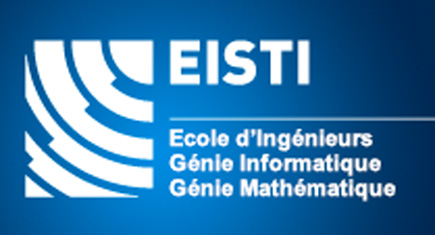 EISTI
Ecole d'Ingénieurs
Génie Informatique
Génie Mathématique